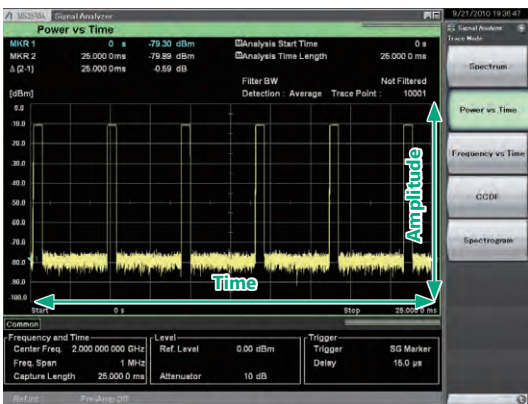 MS2690A Signal Analyzer 9/21/2010 19:36:47
Power vs Time
Signal Analyzer
Trace Mode
MKR 1 0 s -79.30 dBm Analysis Start Time 0 s
MKR 2 25.000 0ms -79.89 dBm Analysis Time Length 25.000 0 ms
Δ [2-1] 25.000 0ms -0.59 dB
Filter BW Not Filtered
[dBm] Detection : Average Trace Point : 10001
0.0
-10.0
-20.0
-30.0
-40.0
-50.0
-60.0
-70.0
-80.0
-90.0
-100.0
1
Amplitude
Time
Start 0 s Stop 25.000 0 ms
Spectrum
Power vs Time
Frequency vs Time
CCDF
Spectrogram
Common
Frequency and Time
Center Freq. 2.000 000 000 GHz
Freq. Span 1 MHz
Capture Length 25.000 0 ms
Level
Ref. Level 0.00 dBm
Attenuator 10 dB
Trigger
Trigger SG Marker
Delay 15.0 µs
Ref.Int Pre-Amp Off